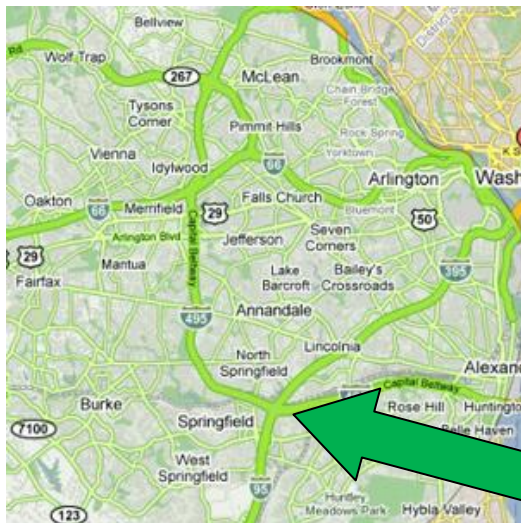 Bellview
Brookmont
Rd
Wolf Trap
267
McLean
Chain Bridge
Forest
Tysons
Corner
Pimmit Hills
Rock Spring
K S
Vienna
Yorktown
Idylwood
66
Arlington
Wash
Oakton
66
Merrifield
29
Falls Church
Bluemont
50
Arlington Blvd
Capital Beltway
Jefferson
Seven
Corners
29
Mantua
Fairfax
Lake
Barcroft
Bailey's
Crossroads
395
495
Annandale
North
Springfield
Lincolnia
Alexan
Capital Beltway
Burke
Springfield
Rose Hill
Huntington
Belle Haven
7100
West
Springfield
95
Huntley
Meadows Park
Hybla Valley
123